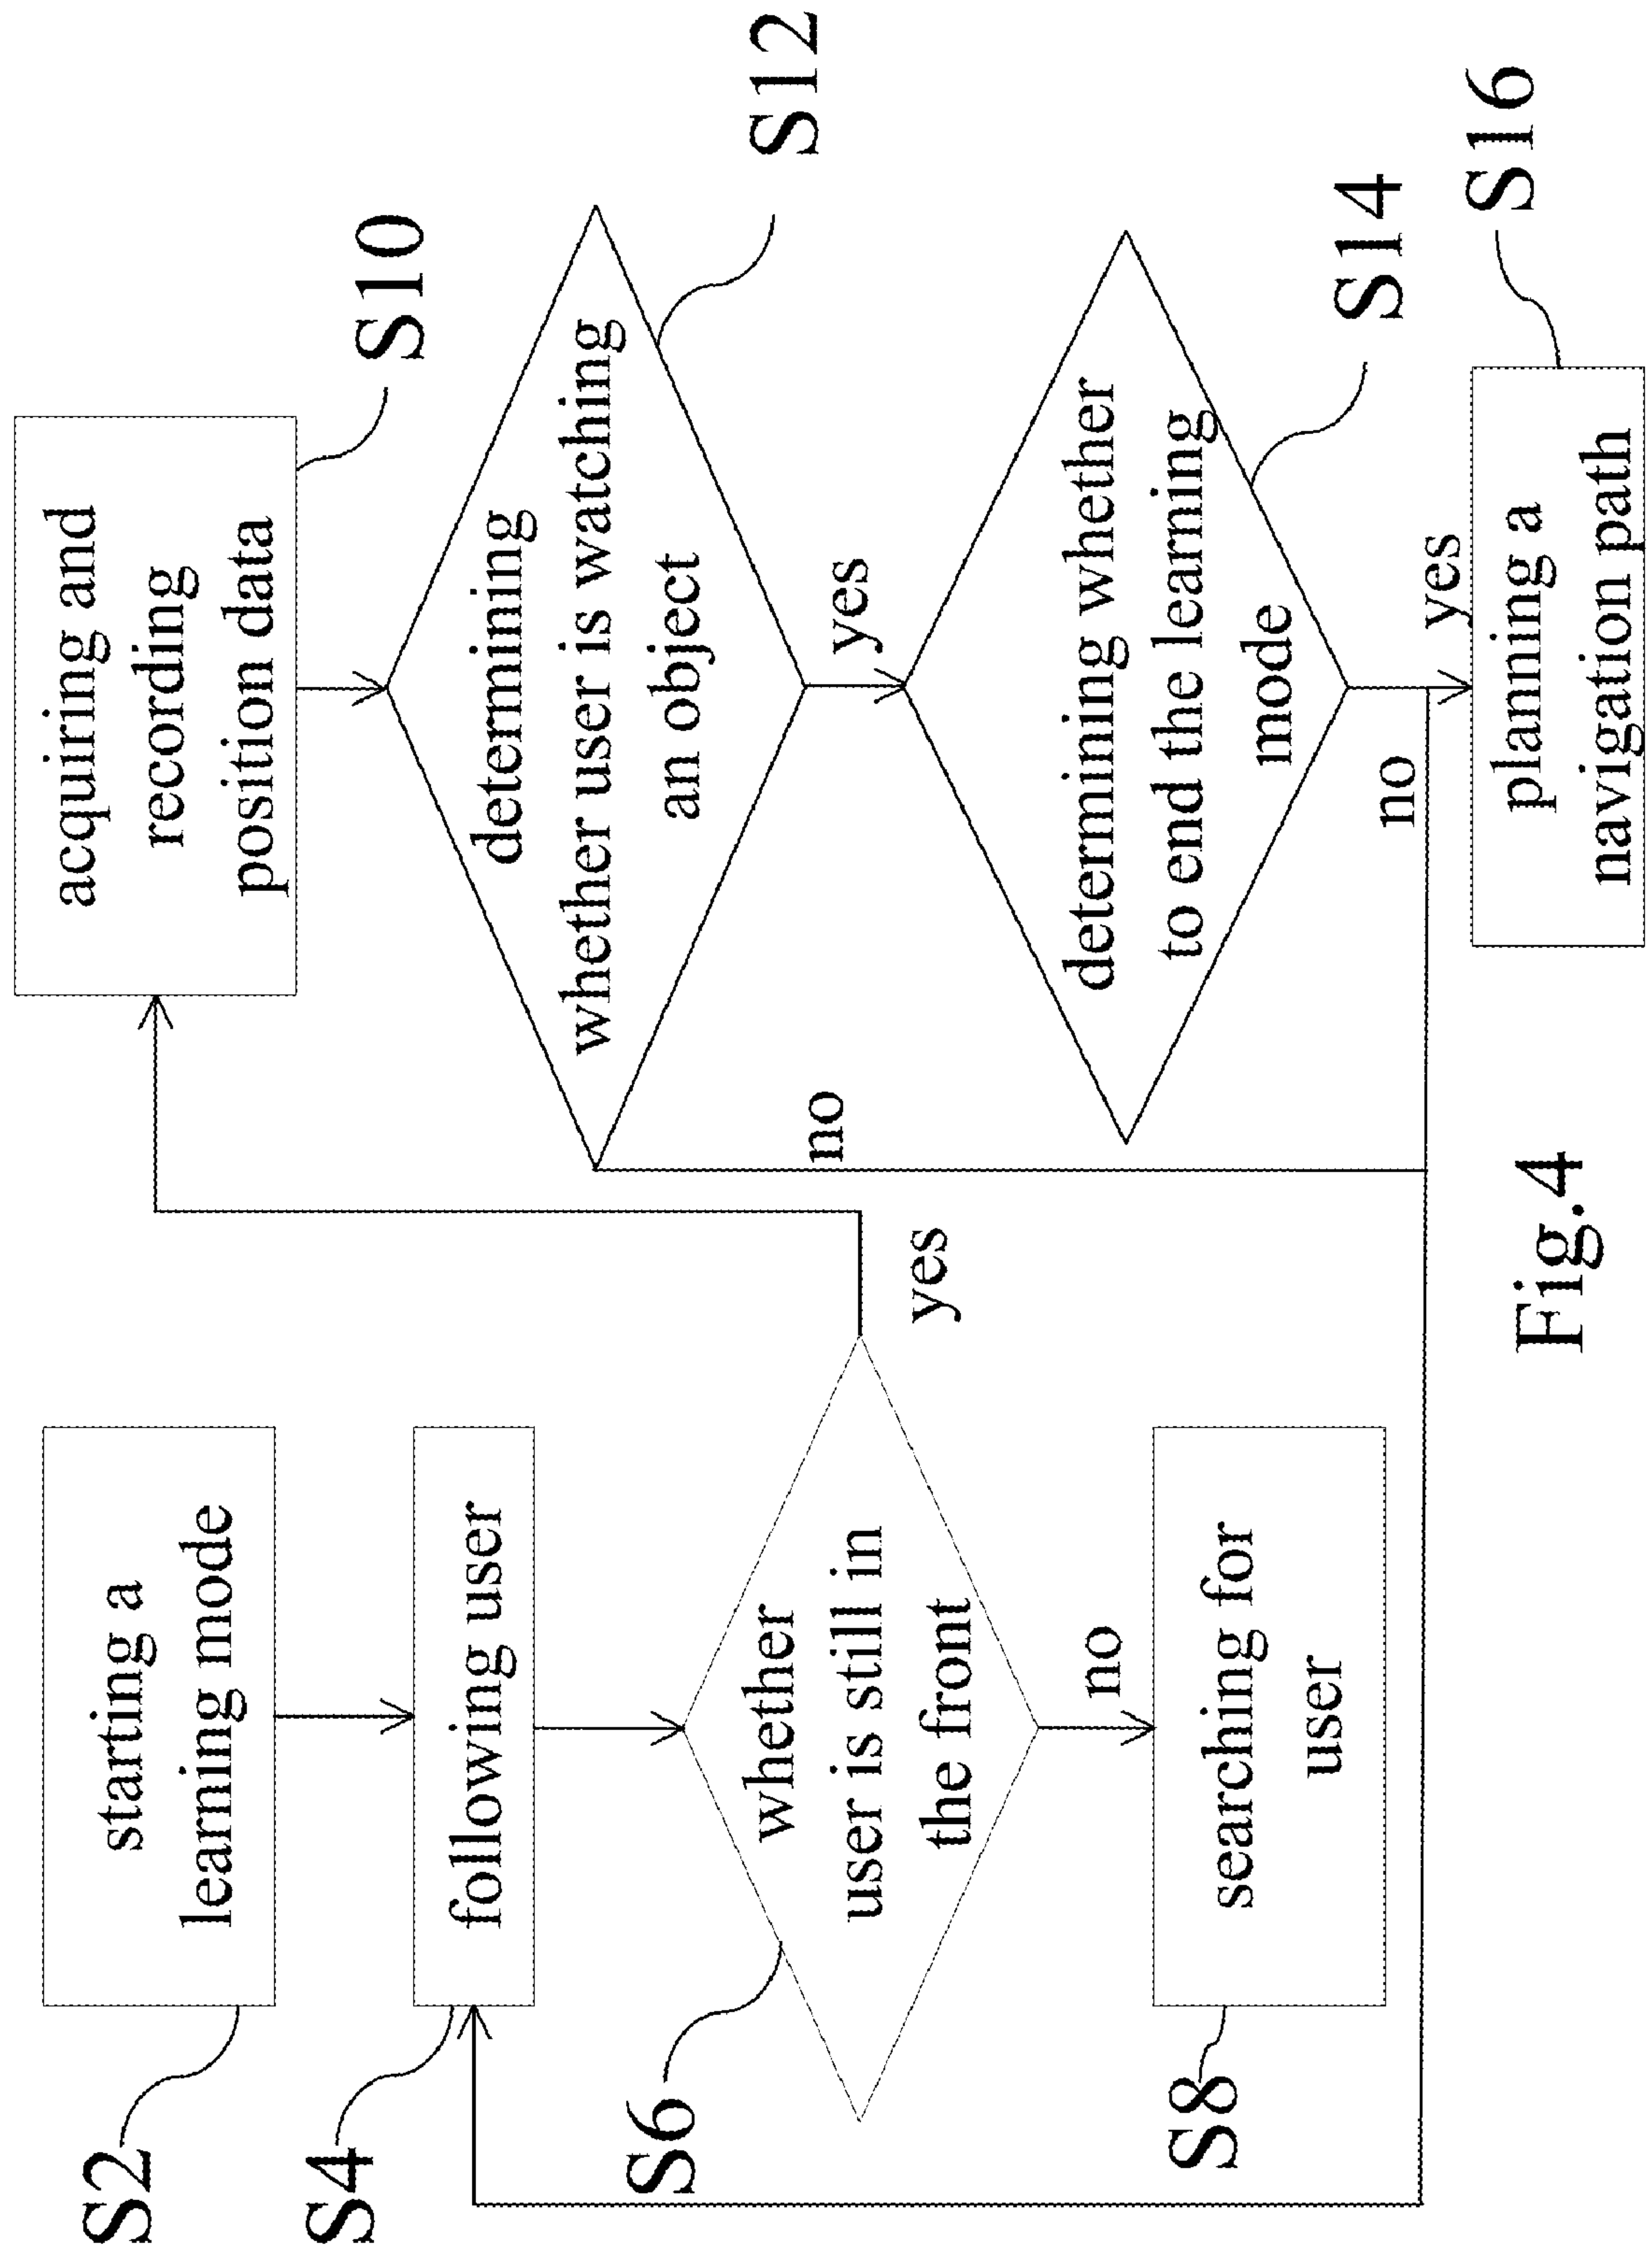 S2
starting a
learning mode
S4
following user
S6
whether
user is still in
the front
yes
no
S8
searching for
user
acquiring and
recording
position data
S10
determining
whether user is watching
an object
S12
no
yes
determining whether
to end the learning
mode
S14
no
yes
planning a
navigation path
S16
Fig.4